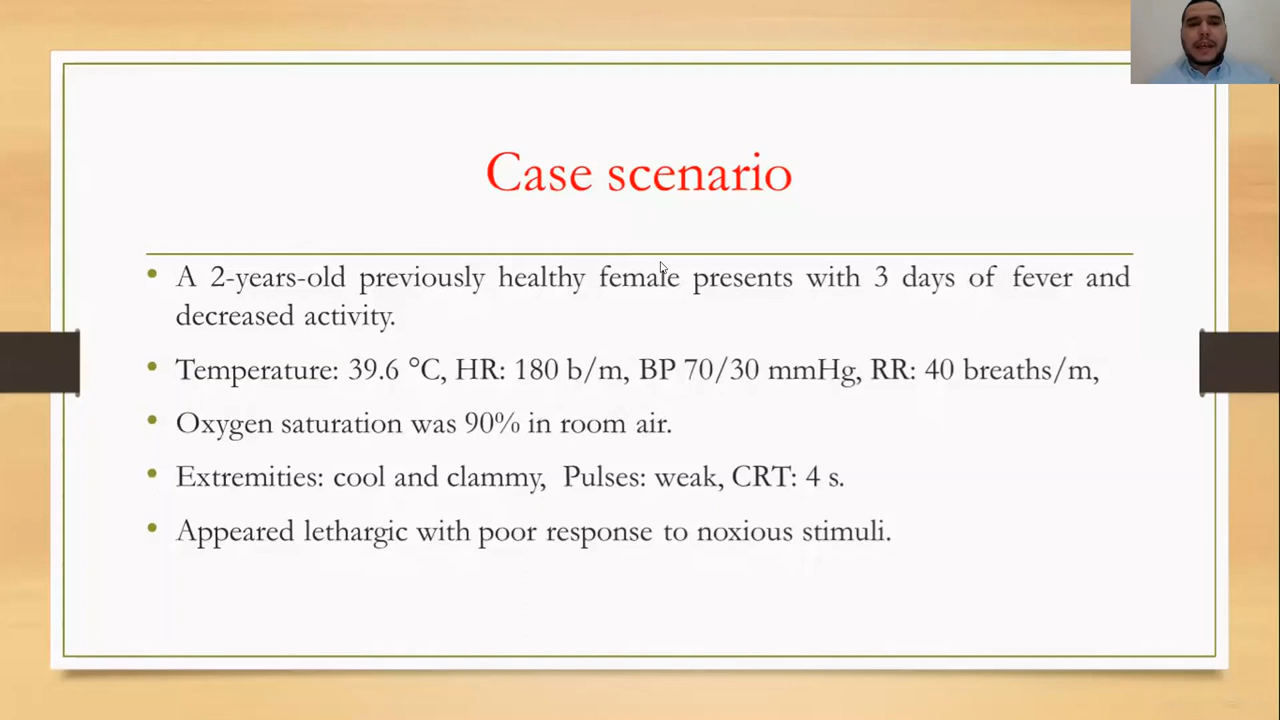 Case scenario
• A 2-years-old previously healthy female presents with 3 days of fever and
decreased activity.
• Temperature: 39.6 °C, HR: 180 b/m, BP 70/30 mmHg, RR: 40 breaths/m,
• Oxygen saturation was 90% in room air.
• Extremities: cool and clammy, Pulses: weak, CRT: 4 s.
• Appeared lethargic with poor response to noxious stimuli.